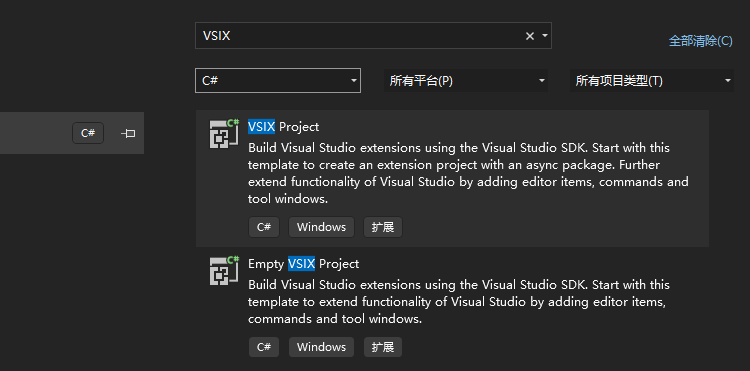 VSIX
全部清除(C)
C#
所有平台(P)
所有项目类型(T)
C#
C#
VSIX Project
Build Visual Studio extensions using the Visual Studio SDK. Start with this
template to create an extension project with an async package. Further
extend functionality of Visual Studio by adding editor items, commands and
tool windows.
C#
Windows
扩展
C#
Empty VSIX Project
Build Visual Studio extensions using the Visual Studio SDK. Start with this
template to extend functionality of Visual Studio by adding editor items,
commands and tool windows.
C#
Windows
扩展